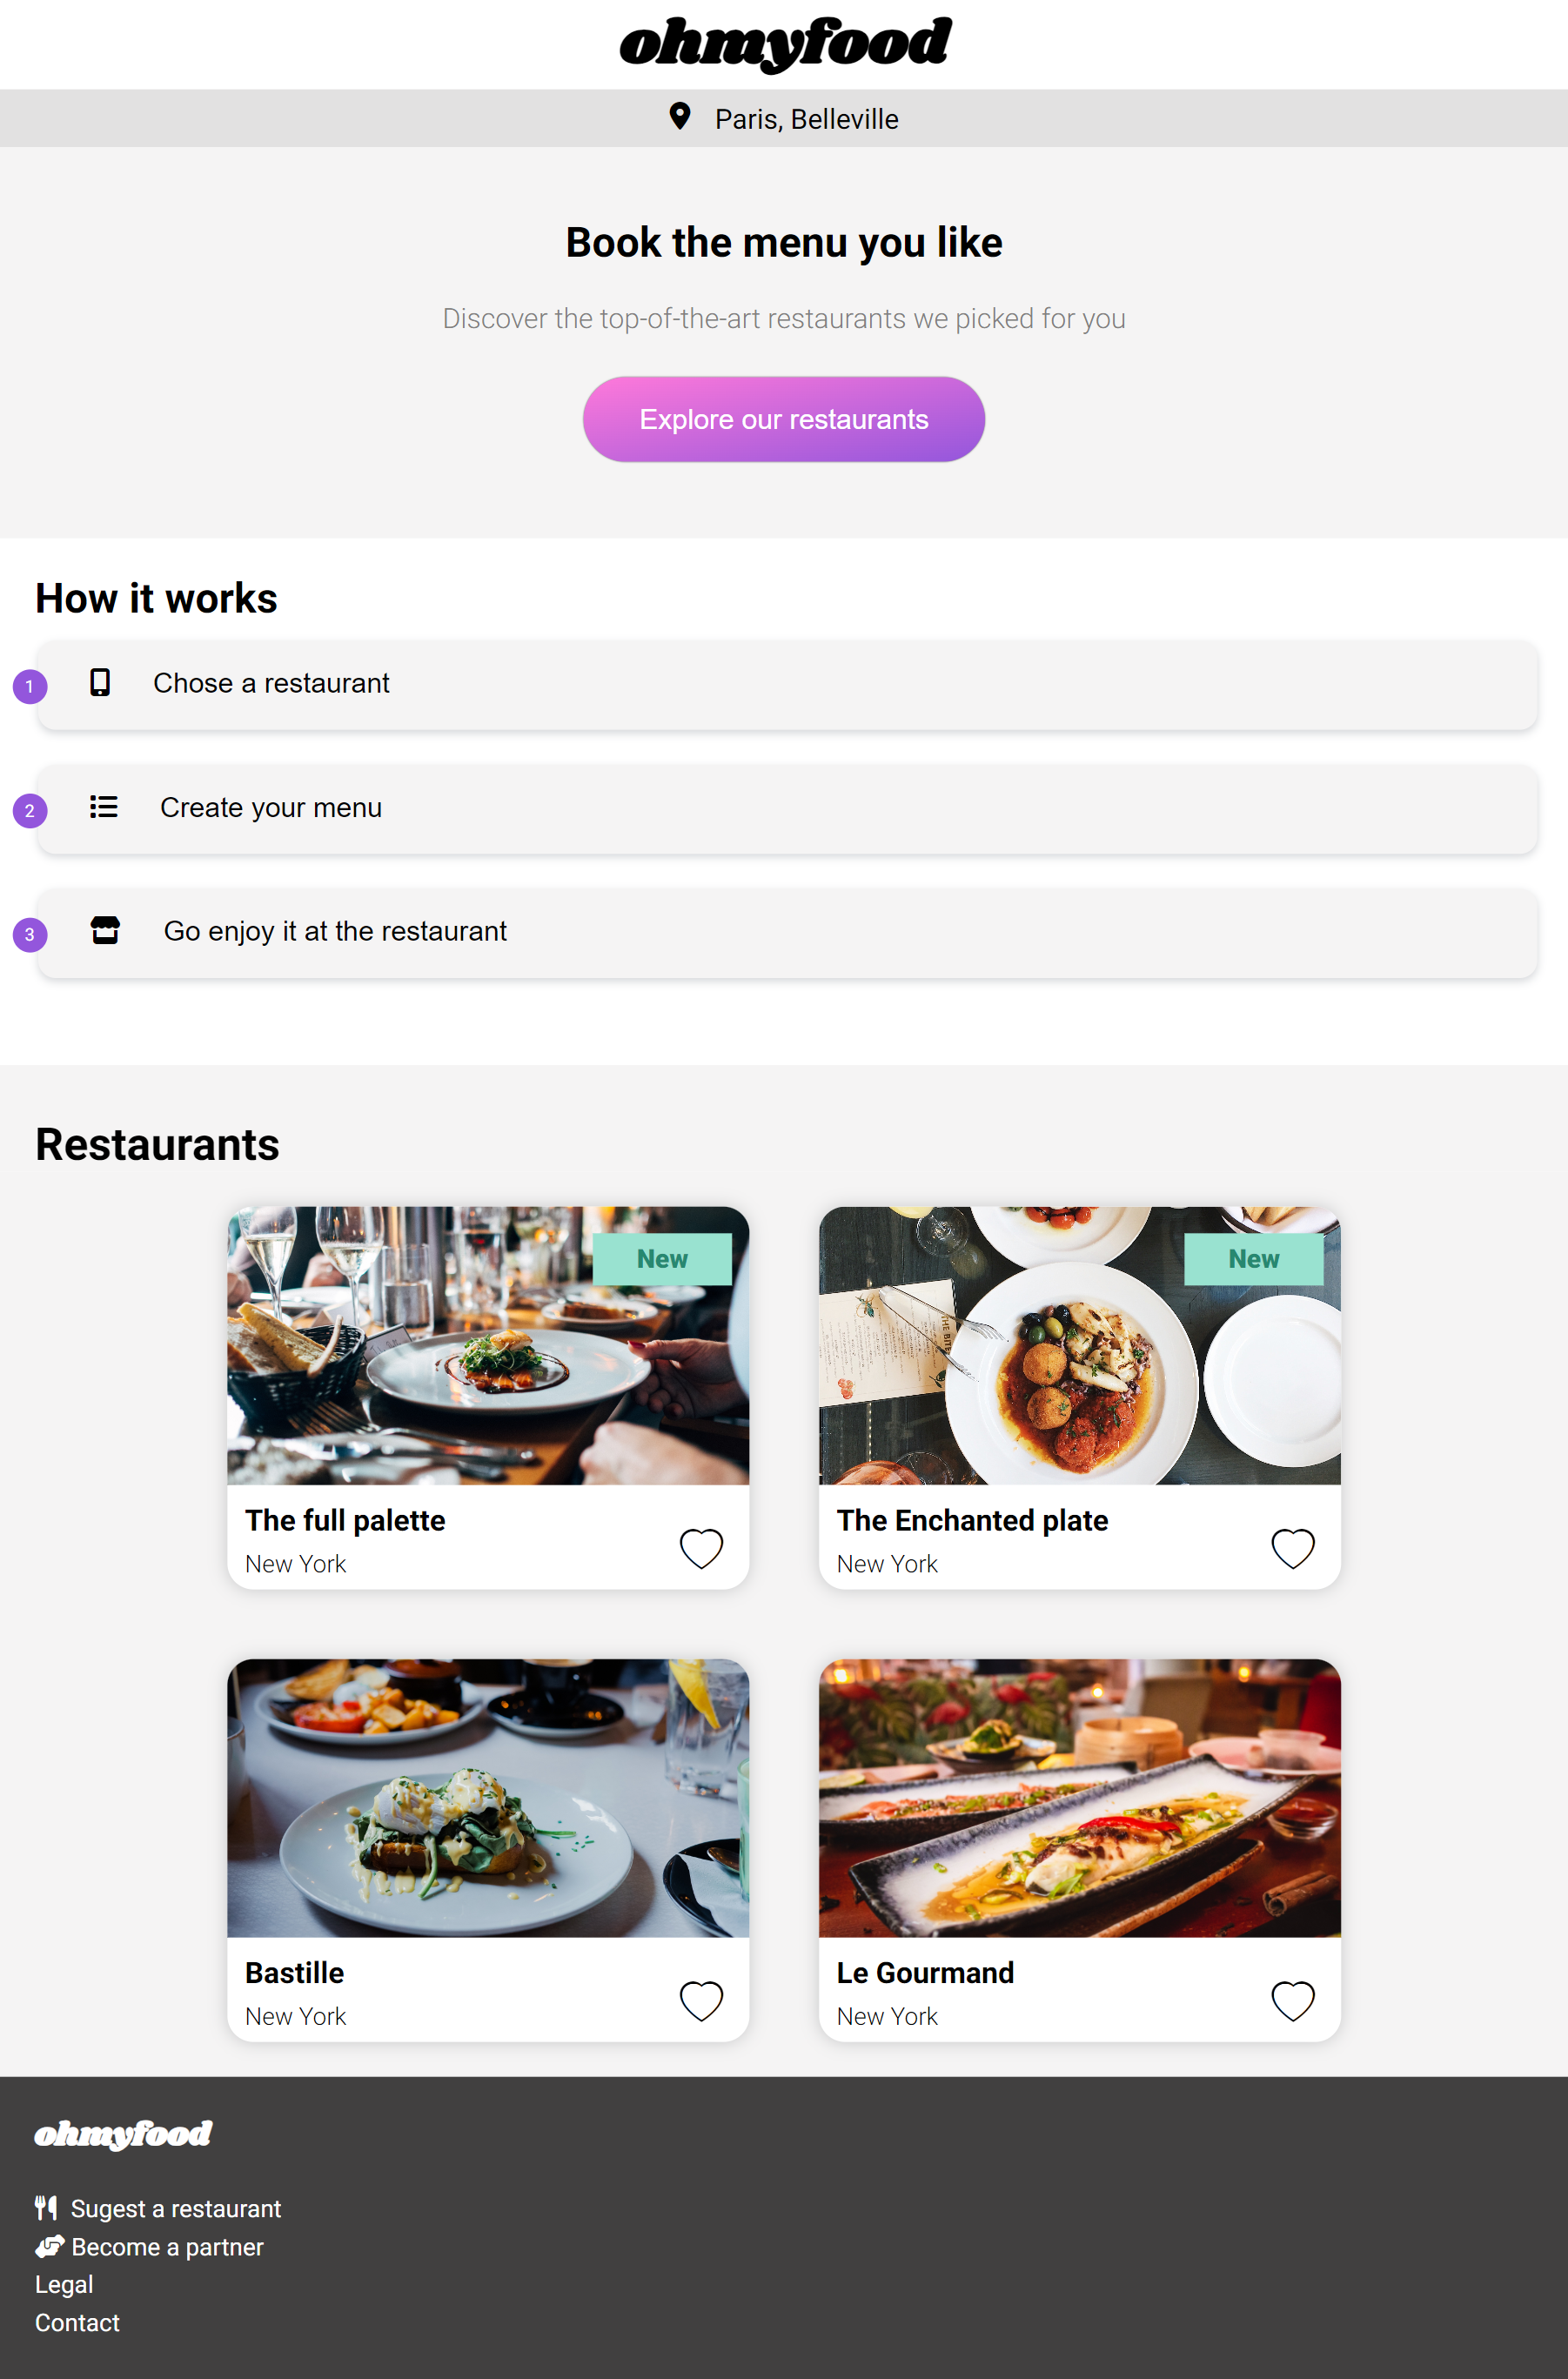 ohmyfood
Paris, Belleville
Book the menu you like
Discover the top-of-the-art restaurants we picked for you
Explore our restaurants
How it works
1
Chose a restaurant
2
Create your menu
3
Go enjoy it at the restaurant
Restaurants
New
New
The full palette
New York
The Enchanted plate
New York
Bastille
New York
Le Gourmand
New York
ohmyfood
Sugest a restaurant
Become a partner
Legal
Contact